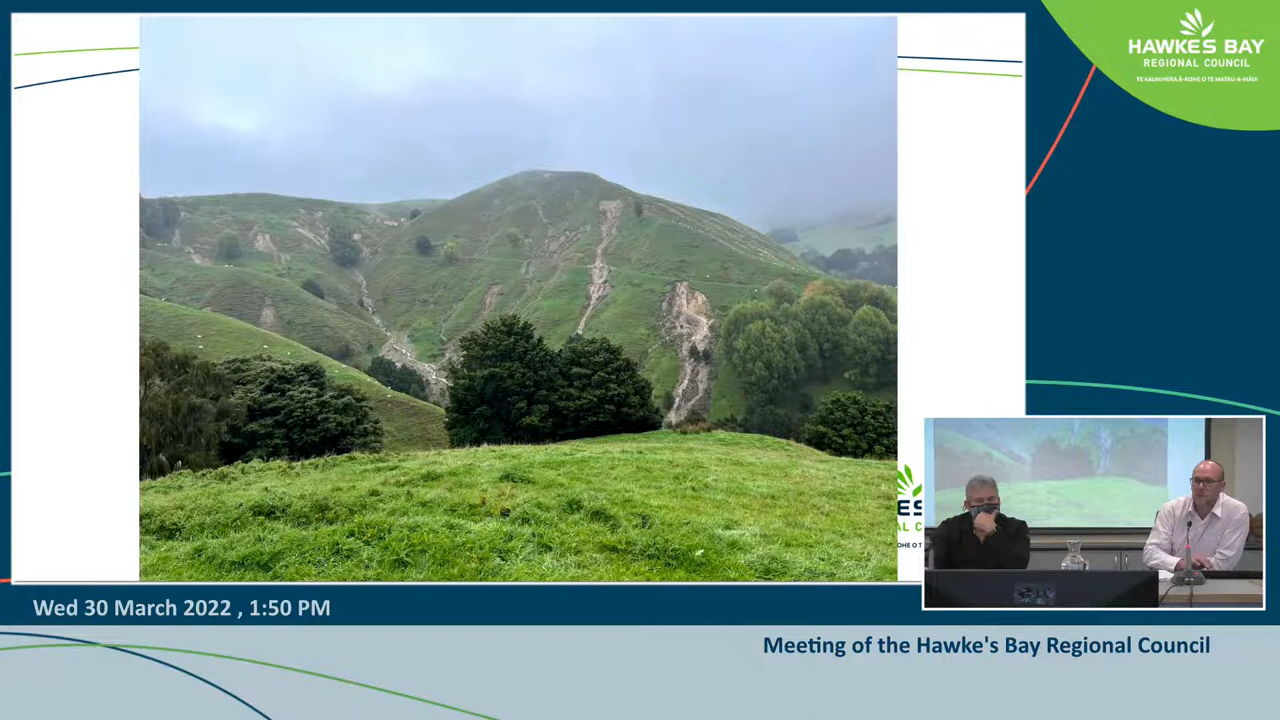 HAWKE'S BAY
REGIONAL COUNCIL
TE KAUNIHERA Ā-ROHE O TE MATAU-A-MĀUI
Wed 30 March 2022 , 1:50 PM
Meeting of the Hawke's Bay Regional Council